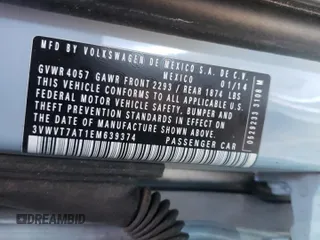 MFD BY VOLKSWAGEN DE MEXICO S.A. DE C.V.
MEXICO 01/14
GVWR 4057 GAWR FRONT 2293 / REAR 1874 LBS
THIS VEHICLE CONFORMS TO ALL APPLICABLE
FEDERAL MOTOR VEHICLE SAFETY, BUMPER AND
THEFT PREVENTION STANDARDS IN EFFECT ON
THE DATE OF MANUFACTURE SHOWN ABOVE
3VWVT7AT1EM639374 PASSENGER CAR
0529233 3108 M
DREAMBID